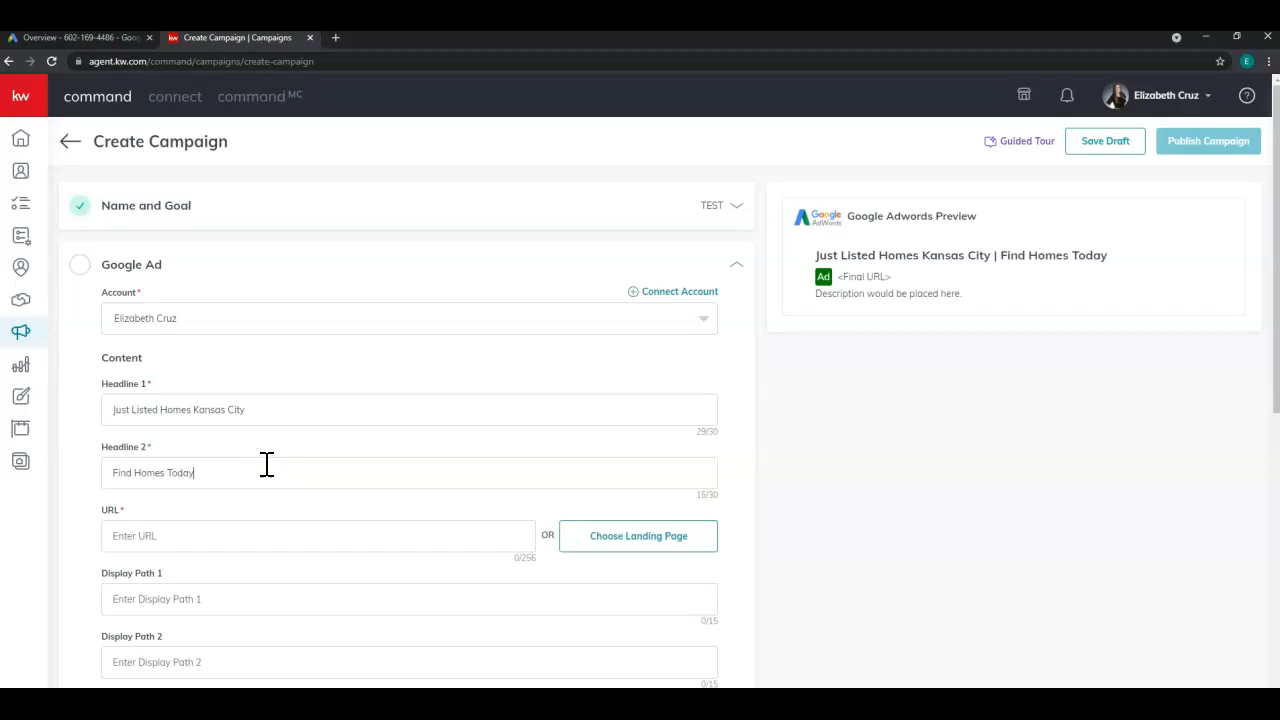 Overview - 602-169-4486 - Goog
Create Campaign | Campaigns
agent.kw.com/command/campaigns/create-campaign
E
kw
command
connect
command MC
Elizabeth Cruz
Create Campaign
Guided Tour
Save Draft
Publish Campaign
Name and Goal
TEST
Google Ad
Account*
Connect Account
Elizabeth Cruz
Content
Headline 1*
Just Listed Homes Kansas City
29/30
Headline 2*
Find Homes Today
15/30
URL*
Enter URL
OR
Choose Landing Page
0/256
Display Path 1
Enter Display Path 1
0/15
Display Path 2
Enter Display Path 2
0/15
Google
AdWords
Google Adwords Preview
Just Listed Homes Kansas City | Find Homes Today
Ad <Final URL>
Description would be placed here.